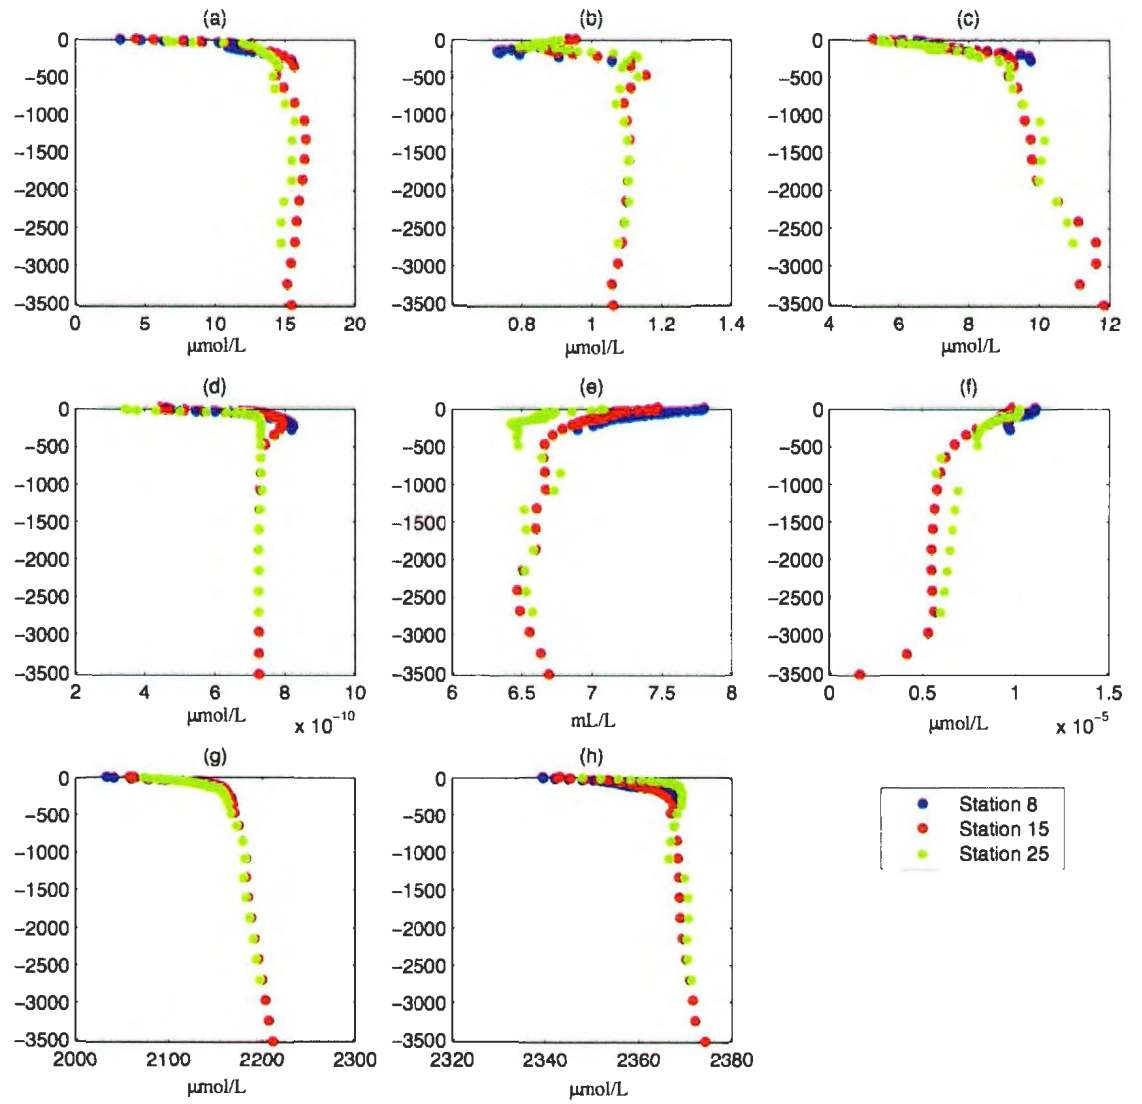 (a)
0
−500
−1000
−1500
−2000
−2500
−3000
−3500
0 5 10 15 20
µmol/L
(b)
0
−500
−1000
−1500
−2000
−2500
−3000
−3500
0.8 1 1.2 1.4
µmol/L
(c)
0
−500
−1000
−1500
−2000
−2500
−3000
−3500
4 6 8 10 12
µmol/L
(d)
0
−500
−1000
−1500
−2000
−2500
−3000
−3500
2 4 6 8 10
µmol/L
x 10⁻¹⁰
(e)
0
−500
−1000
−1500
−2000
−2500
−3000
−3500
6 6.5 7 7.5 8
mL/L
(f)
0
−500
−1000
−1500
−2000
−2500
−3000
−3500
0 0.5 1 1.5
µmol/L
x 10⁻⁵
(g)
0
−500
−1000
−1500
−2000
−2500
−3000
−3500
2000 2100 2200 2300
µmol/L
(h)
0
−500
−1000
−1500
−2000
−2500
−3000
−3500
2320 2340 2360 2380
µmol/L
Station 8
Station 15
Station 25